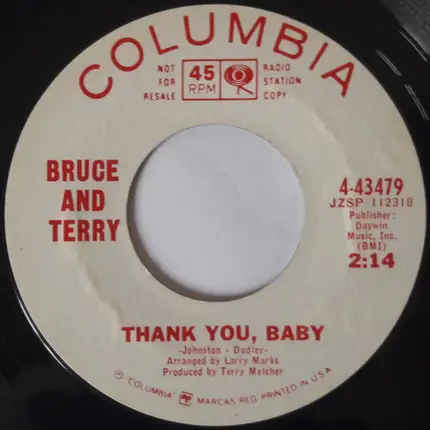 COLUMBIA
NOT FOR RESALE
45 RPM
RADIO STATION COPY
BRUCE
AND
TERRY
4-43479
JZSP 112318
Publisher:
Daywin
Music, Inc.
(BMI)
2:14
THANK YOU, BABY
-Johnston - Dudley-
Arranged by Larry Marks
Produced by Terry Melcher
℗ "COLUMBIA" MARCAS REG. PRINTED IN U.S.A.